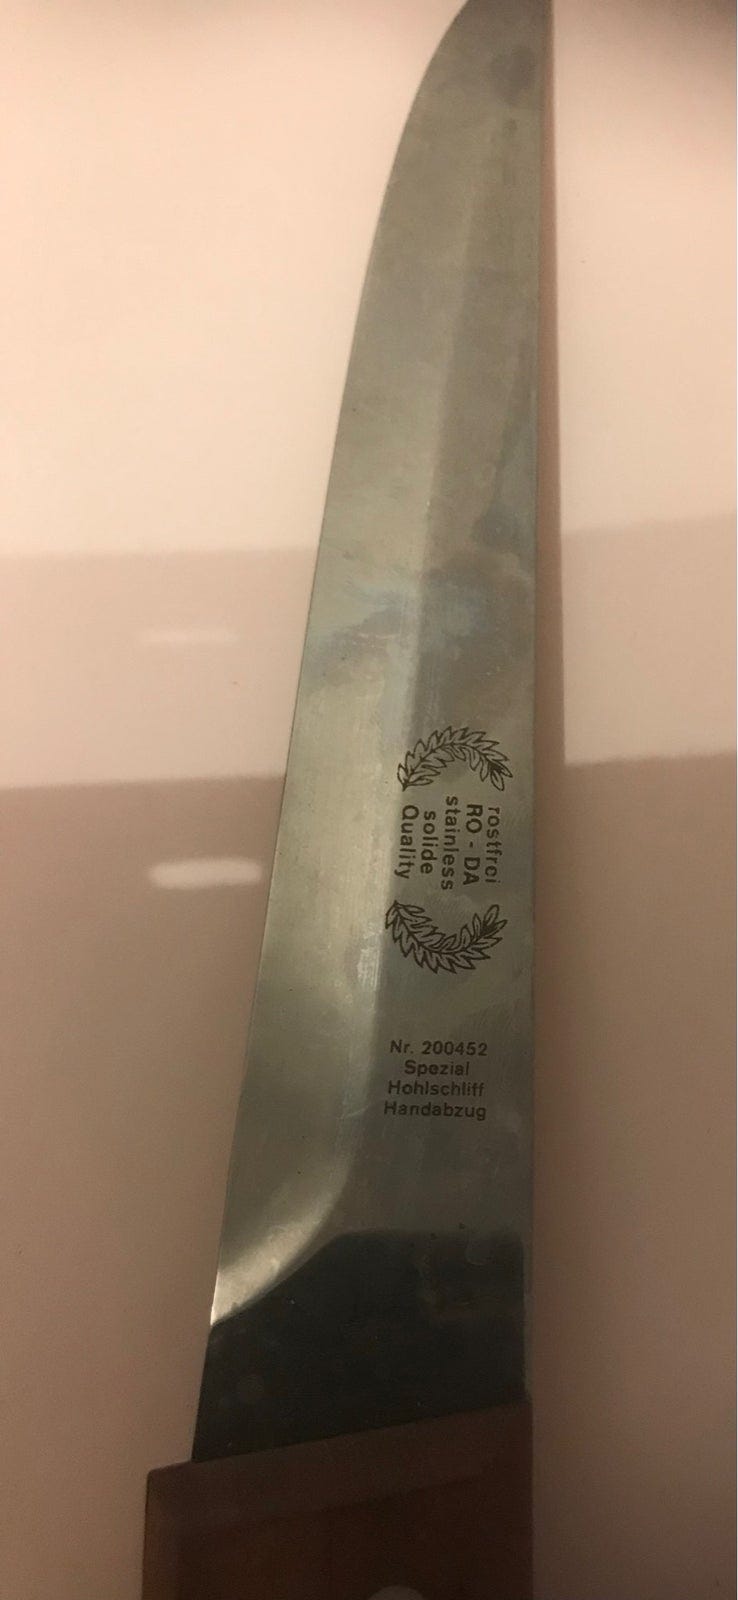 rostfrei
RO - DA
stainless
solide
Quality
Nr. 200452
Spezial
Hohlschliff
Handabzug